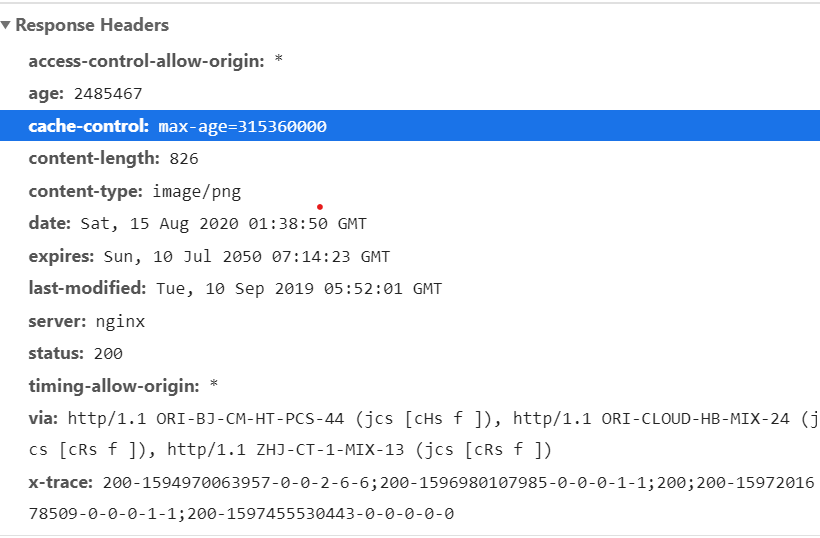 Response Headers
access-control-allow-origin: *
age: 2485467
cache-control: max-age=315360000
content-length: 826
content-type: image/png
date: Sat, 15 Aug 2020 01:38:50 GMT
expires: Sun, 10 Jul 2050 07:14:23 GMT
last-modified: Tue, 10 Sep 2019 05:52:01 GMT
server: nginx
status: 200
timing-allow-origin: *
via: http/1.1 ORI-BJ-CM-HT-PCS-44 (jcs [cHs f ]), http/1.1 ORI-CLOUD-HB-MIX-24 (j
cs [cRs f ]), http/1.1 ZHJ-CT-1-MIX-13 (jcs [cRs f ])
x-trace: 200-1594970063957-0-0-2-6-6;200-1596980107985-0-0-0-1-1;200;200-15972016
78509-0-0-0-1-1;200-1597455530443-0-0-0-0-0